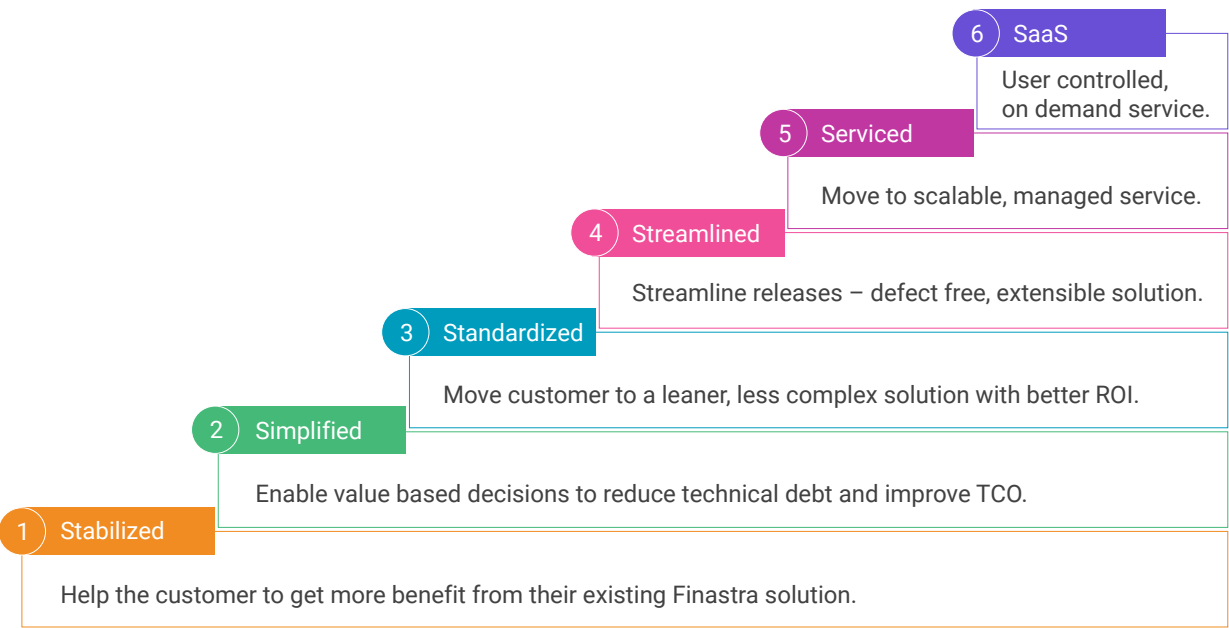 6 SaaS
User controlled,
on demand service.
5 Serviced
Move to scalable, managed service.
4 Streamlined
Streamline releases – defect free, extensible solution.
3 Standardized
Move customer to a leaner, less complex solution with better ROI.
2 Simplified
Enable value based decisions to reduce technical debt and improve TCO.
1 Stabilized
Help the customer to get more benefit from their existing Finastra solution.